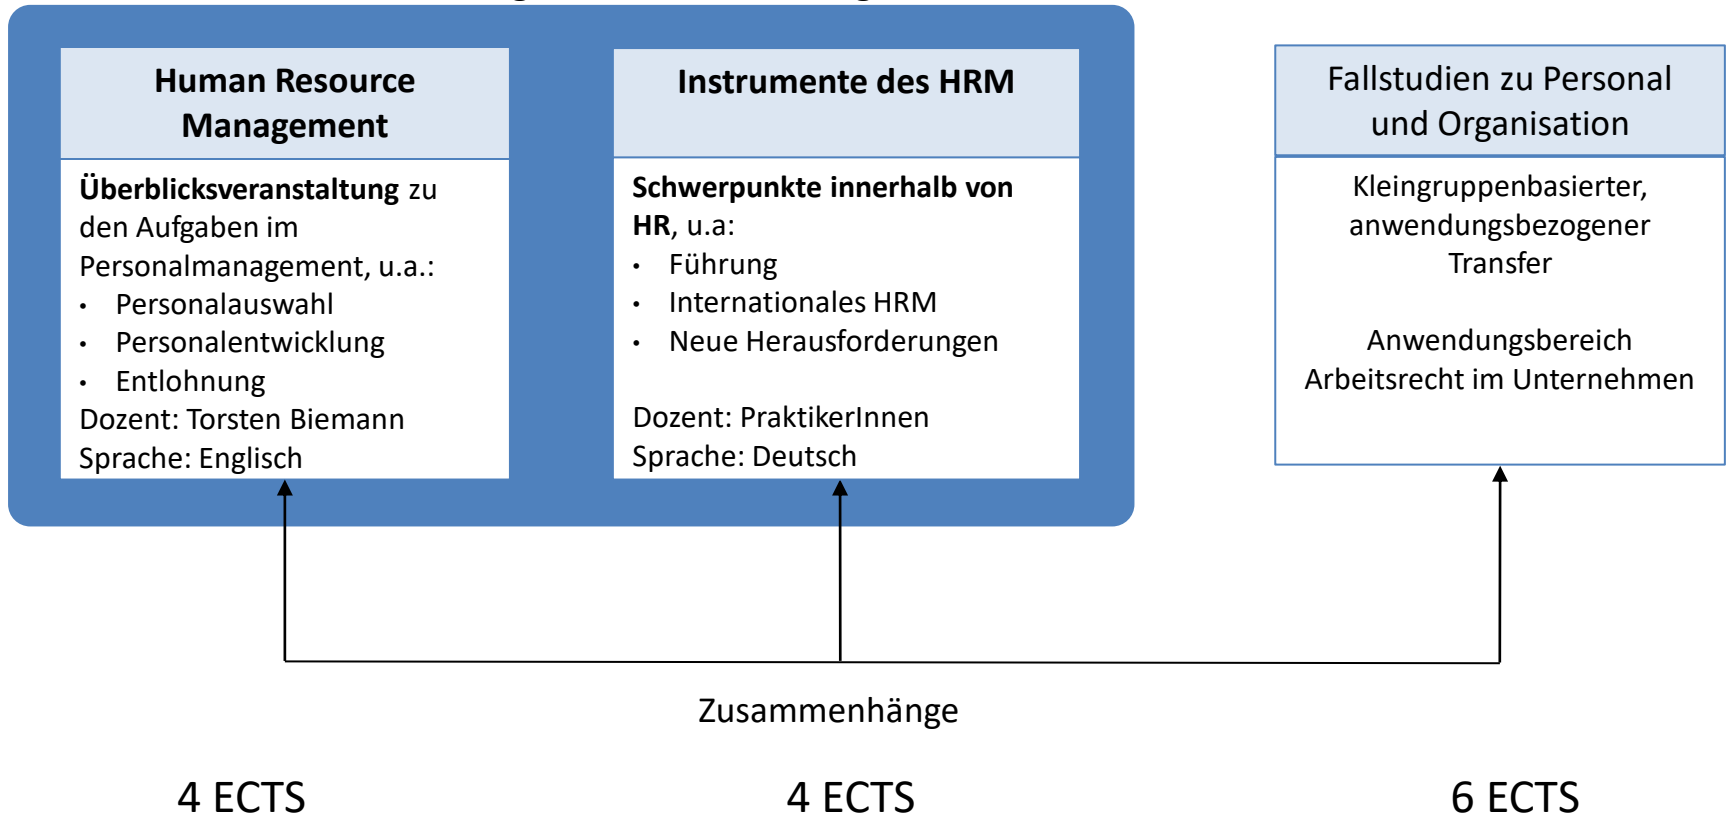 Human Resource
Management
Überblicksveranstaltung zu
den Aufgaben im
Personalmanagement, u.a.:
• Personalauswahl
• Personalentwicklung
• Entlohnung
Dozent: Torsten Biemann
Sprache: Englisch
Instrumente des HRM
Schwerpunkte innerhalb von
HR, u.a:
• Führung
• Internationales HRM
• Neue Herausforderungen
Dozent: PraktikerInnen
Sprache: Deutsch
Fallstudien zu Personal
und Organisation
Kleingruppenbasierter,
anwendungsbezogener
Transfer
Anwendungsbereich
Arbeitsrecht im Unternehmen
Zusammenhänge
4 ECTS
4 ECTS
6 ECTS